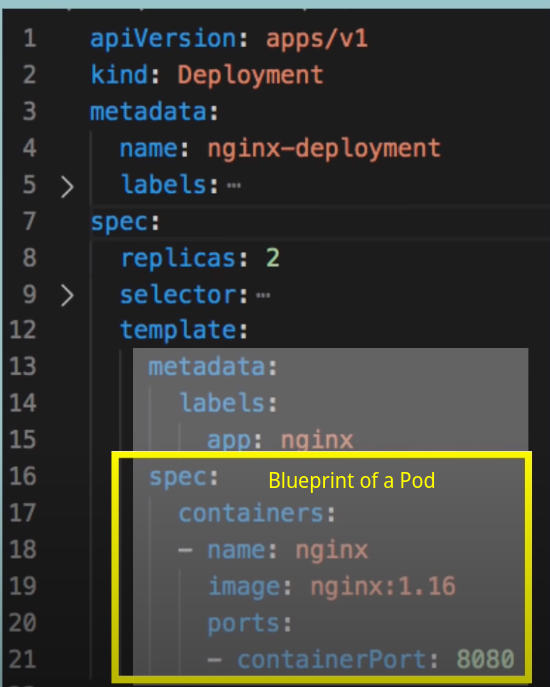 1 apiVersion: apps/v1
2 kind: Deployment
3 metadata:
4   name: nginx-deployment
5 >   labels:⋯
7 spec:
8   replicas: 2
9 >   selector:⋯
12   template:
13     metadata:
14       labels:
15         app: nginx
16     spec: Blueprint of a Pod
17       containers:
18       - name: nginx
19         image: nginx:1.16
20         ports:
21         - containerPort: 8080